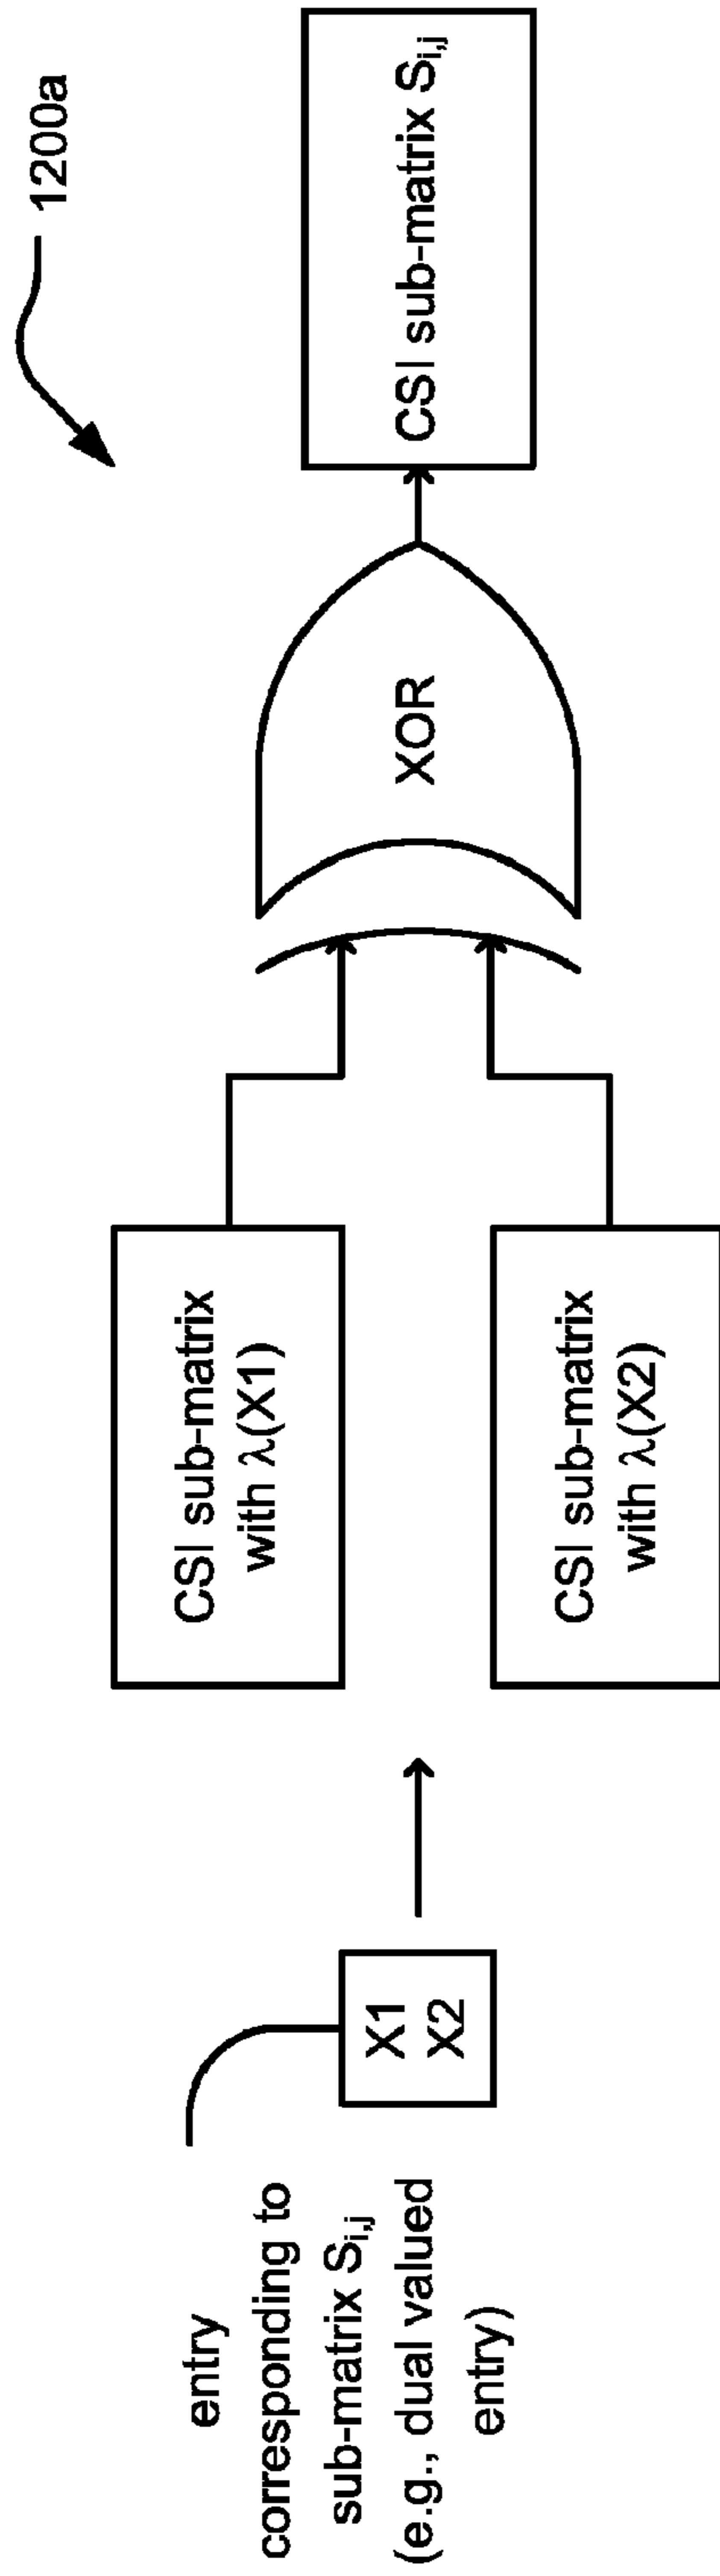 1200a
entry
corresponding to
sub-matrix Si,j
(e.g., dual valued
entry)
X1
X2
CSI sub-matrix
with λ(X1)
CSI sub-matrix
with λ(X2)
XOR
CSI sub-matrix Si,j